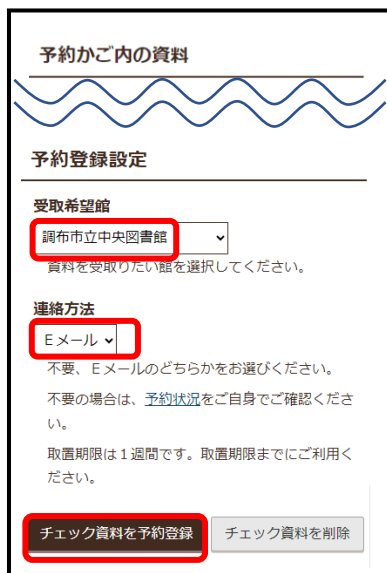 予約かご内の資料
予約登録設定
受取希望館
調布市立中央図書館
資料を受取りたい館を選択してください。
連絡方法
Ｅメール
不要、Ｅメールのどちらかをお選びください。
不要の場合は、予約状況をご自身でご確認くださ
い。
取置期限は１週間です。取置期限までにご利用く
ださい。
チェック資料を予約登録 チェック資料を削除